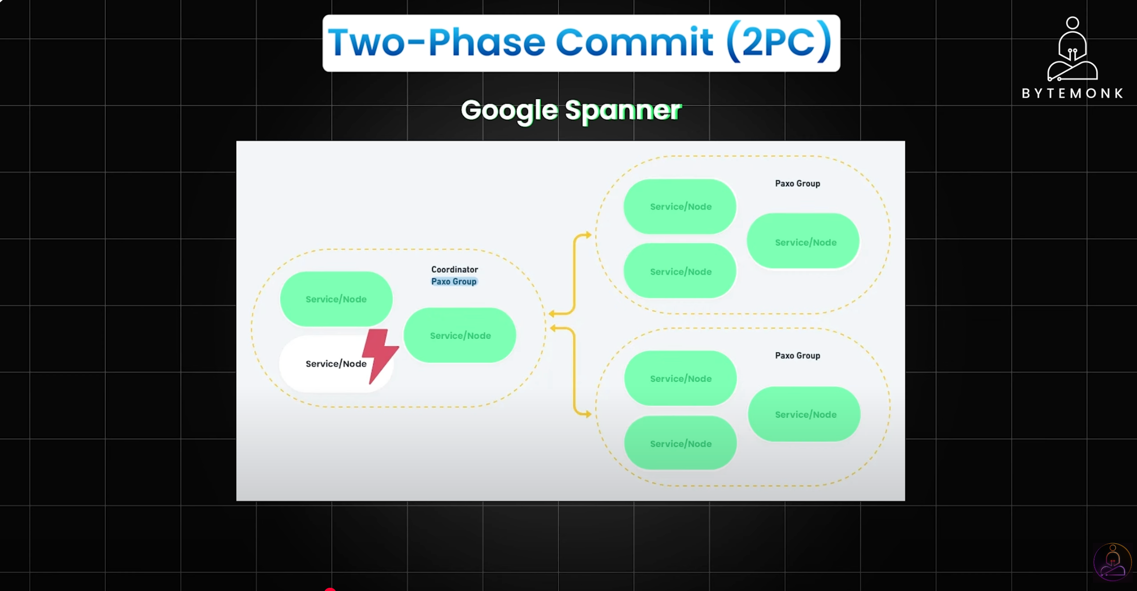 Two-Phase Commit (2PC)
BYTEMONK
Google Spanner
Coordinator
Paxo Group
Service/Node
Service/Node
Service/Node
Paxo Group
Service/Node
Service/Node
Service/Node
Paxo Group
Service/Node
Service/Node
Service/Node